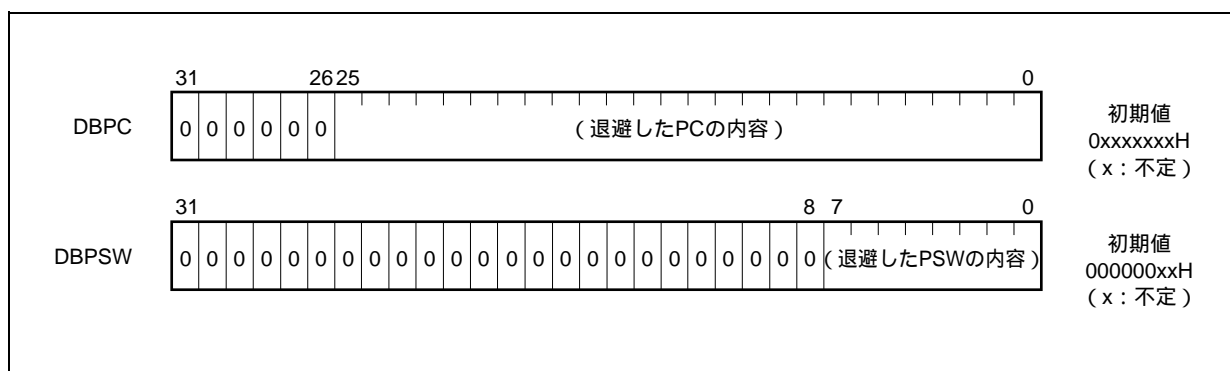 31 26 25 0
DBPC 0 0 0 0 0 0 （退避したPCの内容） 初期値
0xxxxxxxH
（x：不定）
31 8 7 0
DBPSW 0 0 0 0 0 0 0 0 0 0 0 0 0 0 0 0 0 0 0 0 0 0 0 0 （退避したPSWの内容） 初期値
000000xxH
（x：不定）